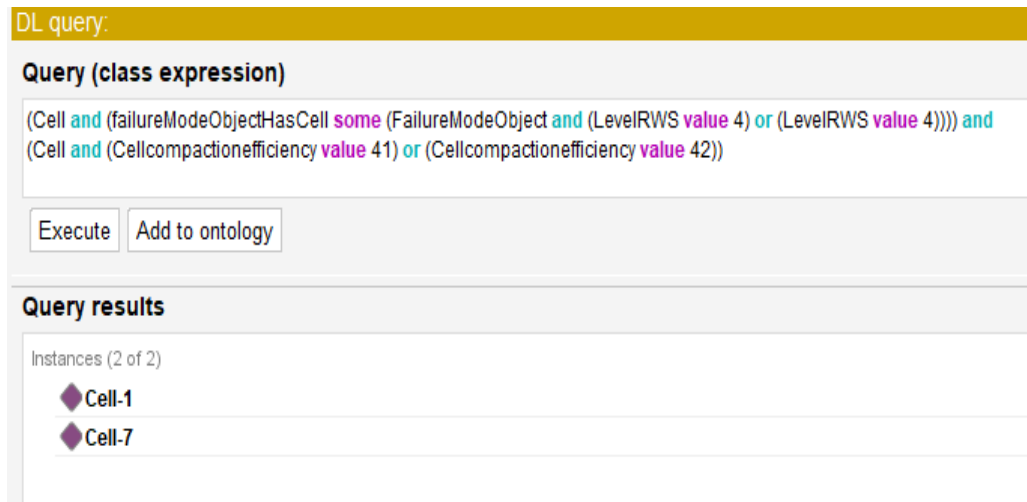 DL query:
Query (class expression)
(Cell and (failureModeObjectHasCell some (FailureModeObject and (LevelRWS value 4) or (LevelRWS value 4)))) and
(Cell and (Cellcompactionefficiency value 41) or (Cellcompactionefficiency value 42))
Execute Add to ontology
Query results
Instances (2 of 2)
Cell-1
Cell-7